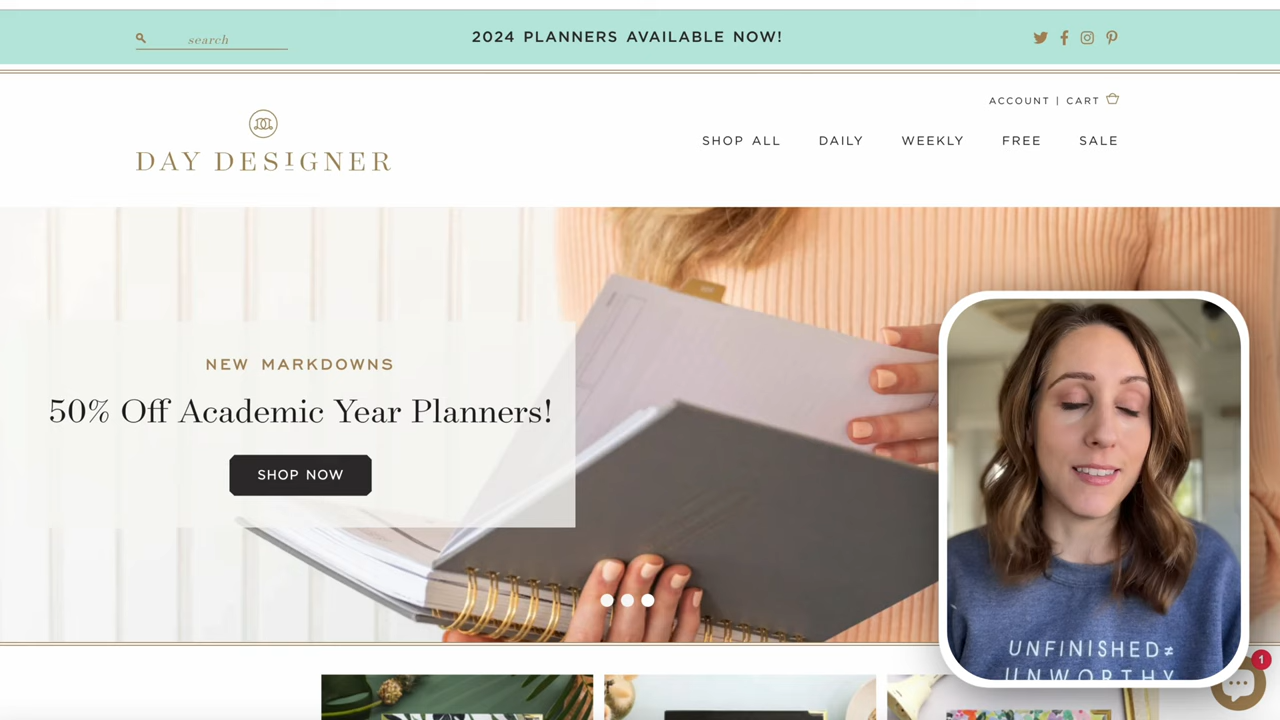 search
2024 PLANNERS AVAILABLE NOW!
ACCOUNT | CART
DAY DESIGNER
SHOP ALL DAILY WEEKLY FREE SALE
NEW MARKDOWNS
50% Off Academic Year Planners!
SHOP NOW
UNFINISHED≠
UNWORTHY
1